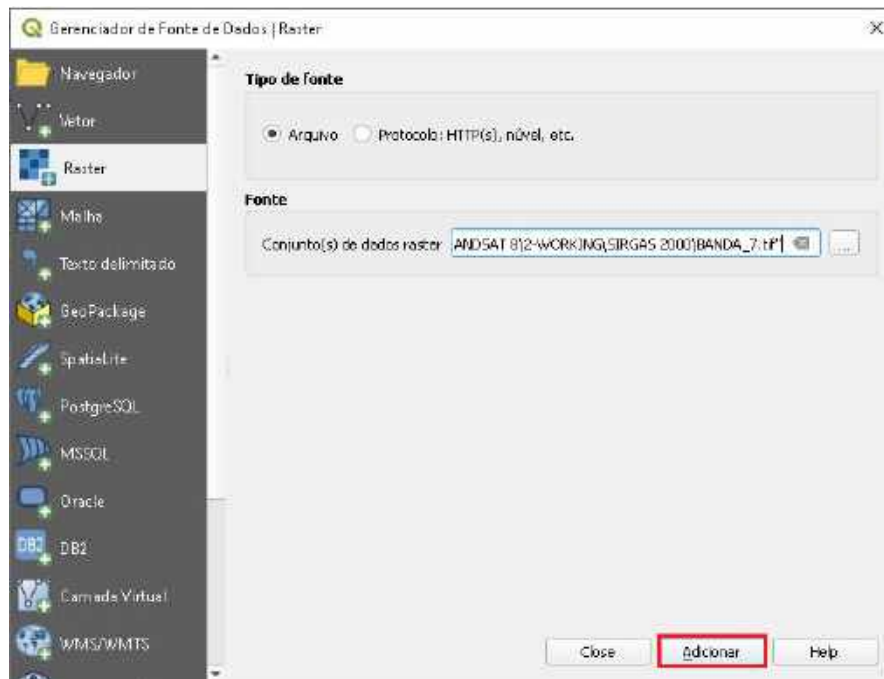 Gerenciador de Fonte de Dados | Raster
Navegador
Vetor
Raster
Malha
Texto delimitado
GeoPackage
SpatiaLite
PostgreSQL
MSSQL
Oracle
DB2
DB2
Camada Virtual
WMS/WMTS
Tipo de fonte
Arquivo
Protocolo: HTTP(s), núvel, etc.
Fonte
Conjunto(s) de dados raster
ANDSAT 8\2-WORKING\SIRGAS 2000\BANDA_7.tif"
...
Close
Adicionar
Help